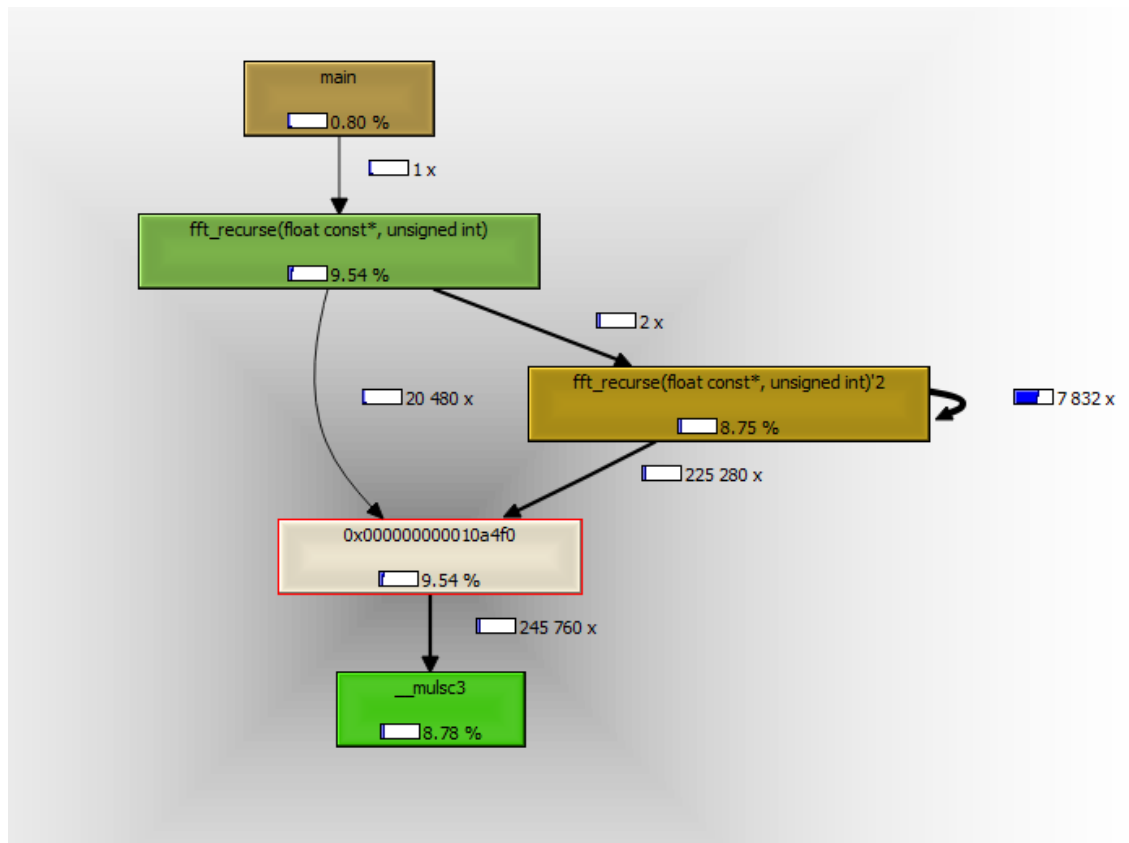 main
0.80 %
1 x
fft_recurse(float const*, unsigned int)
9.54 %
2 x
fft_recurse(float const*, unsigned int)'2
20 480 x
7 832 x
8.75 %
225 280 x
0x000000000010a4f0
9.54 %
245 760 x
__mulsc3
8.78 %